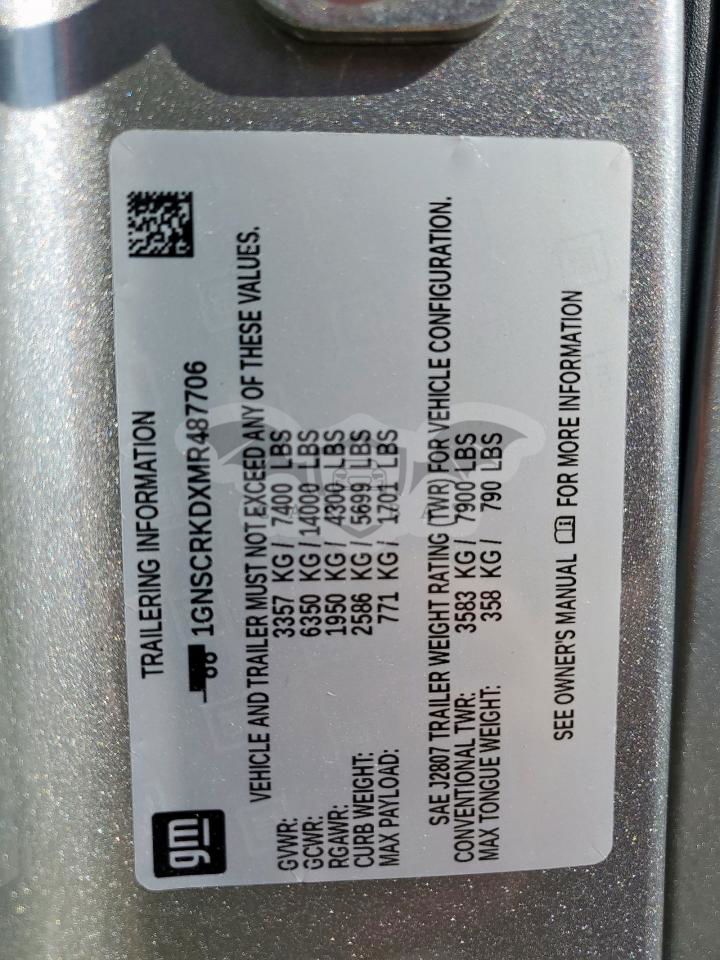 gm
TRAILERING INFORMATION
1GNSCRKDXMR487706
VEHICLE AND TRAILER MUST NOT EXCEED ANY OF THESE VALUES.
GVWR: 3357 KG / 7400 LBS
GCWR: 6350 KG / 14000 LBS
RGAWR: 1950 KG / 4300 LBS
CURB WEIGHT: 2586 KG / 5699 LBS
MAX PAYLOAD: 771 KG / 1701 LBS
SAE J2807 TRAILER WEIGHT RATING (TWR) FOR VEHICLE CONFIGURATION.
CONVENTIONAL TWR: 3583 KG / 7900 LBS
MAX TONGUE WEIGHT: 358 KG / 790 LBS
SEE OWNER'S MANUAL FOR MORE INFORMATION